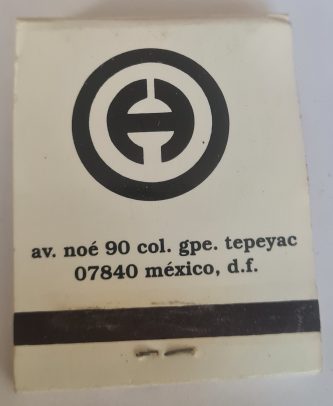 av. noé 90 col. gpe. tepeyac
07840 méxico, d.f.